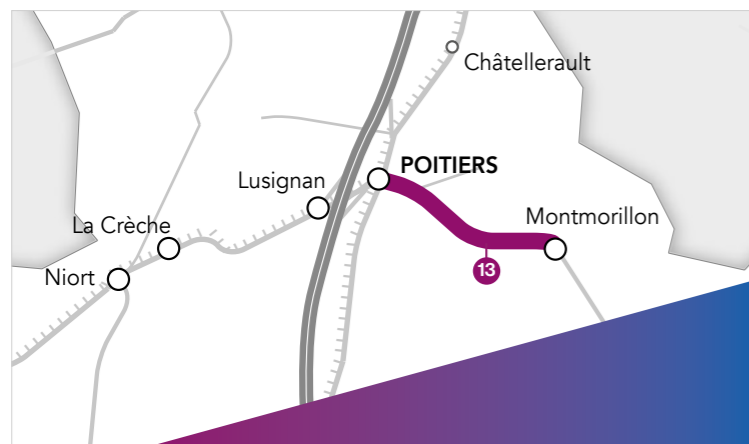 Châtellerault
POITIERS
Lusignan
Montmorillon
La Crèche
13
Niort